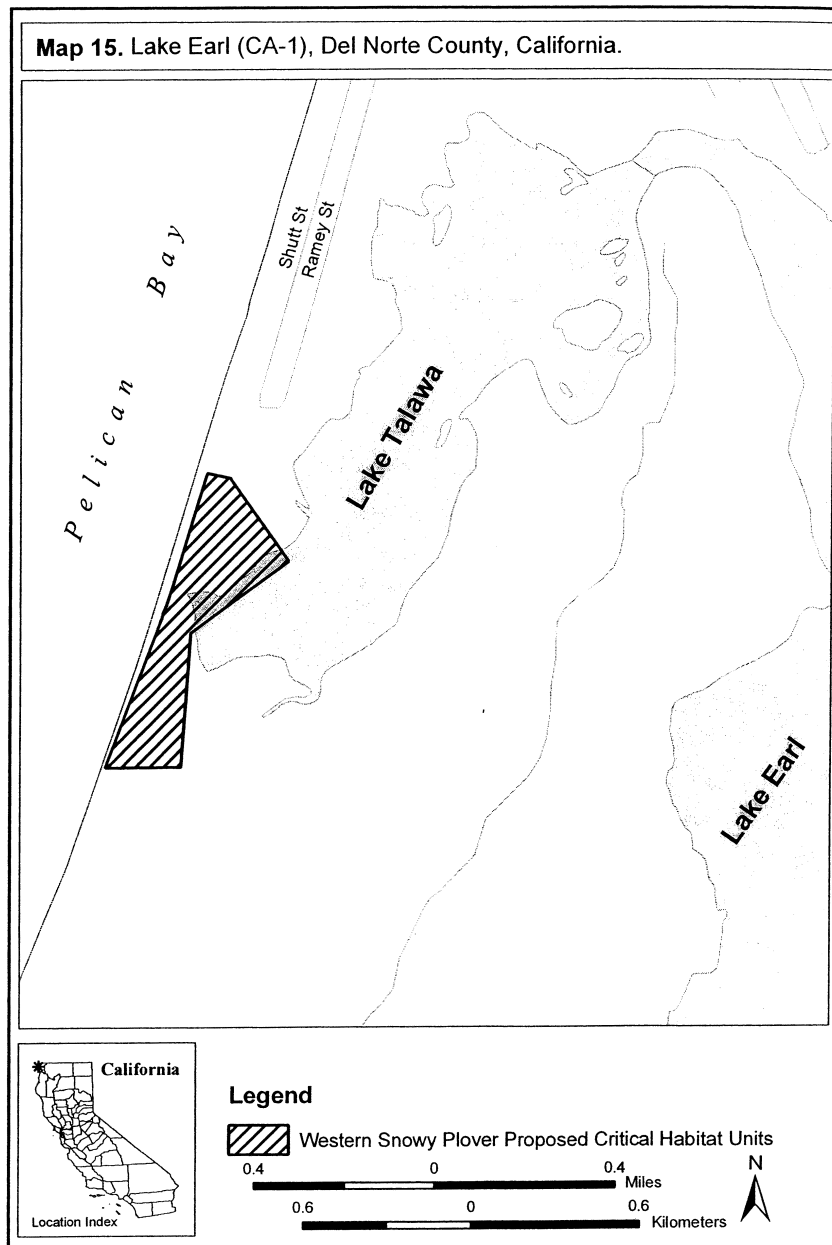 Map 15. Lake Earl (CA-1), Del Norte County, California.
Pelican Bay
Shutt St
Ramey St
Lake Talawa
Lake Earl
California
Location Index
Legend
Western Snowy Plover Proposed Critical Habitat Units
0.4 0 0.4
Miles
0.6 0 0.6
Kilometers
N